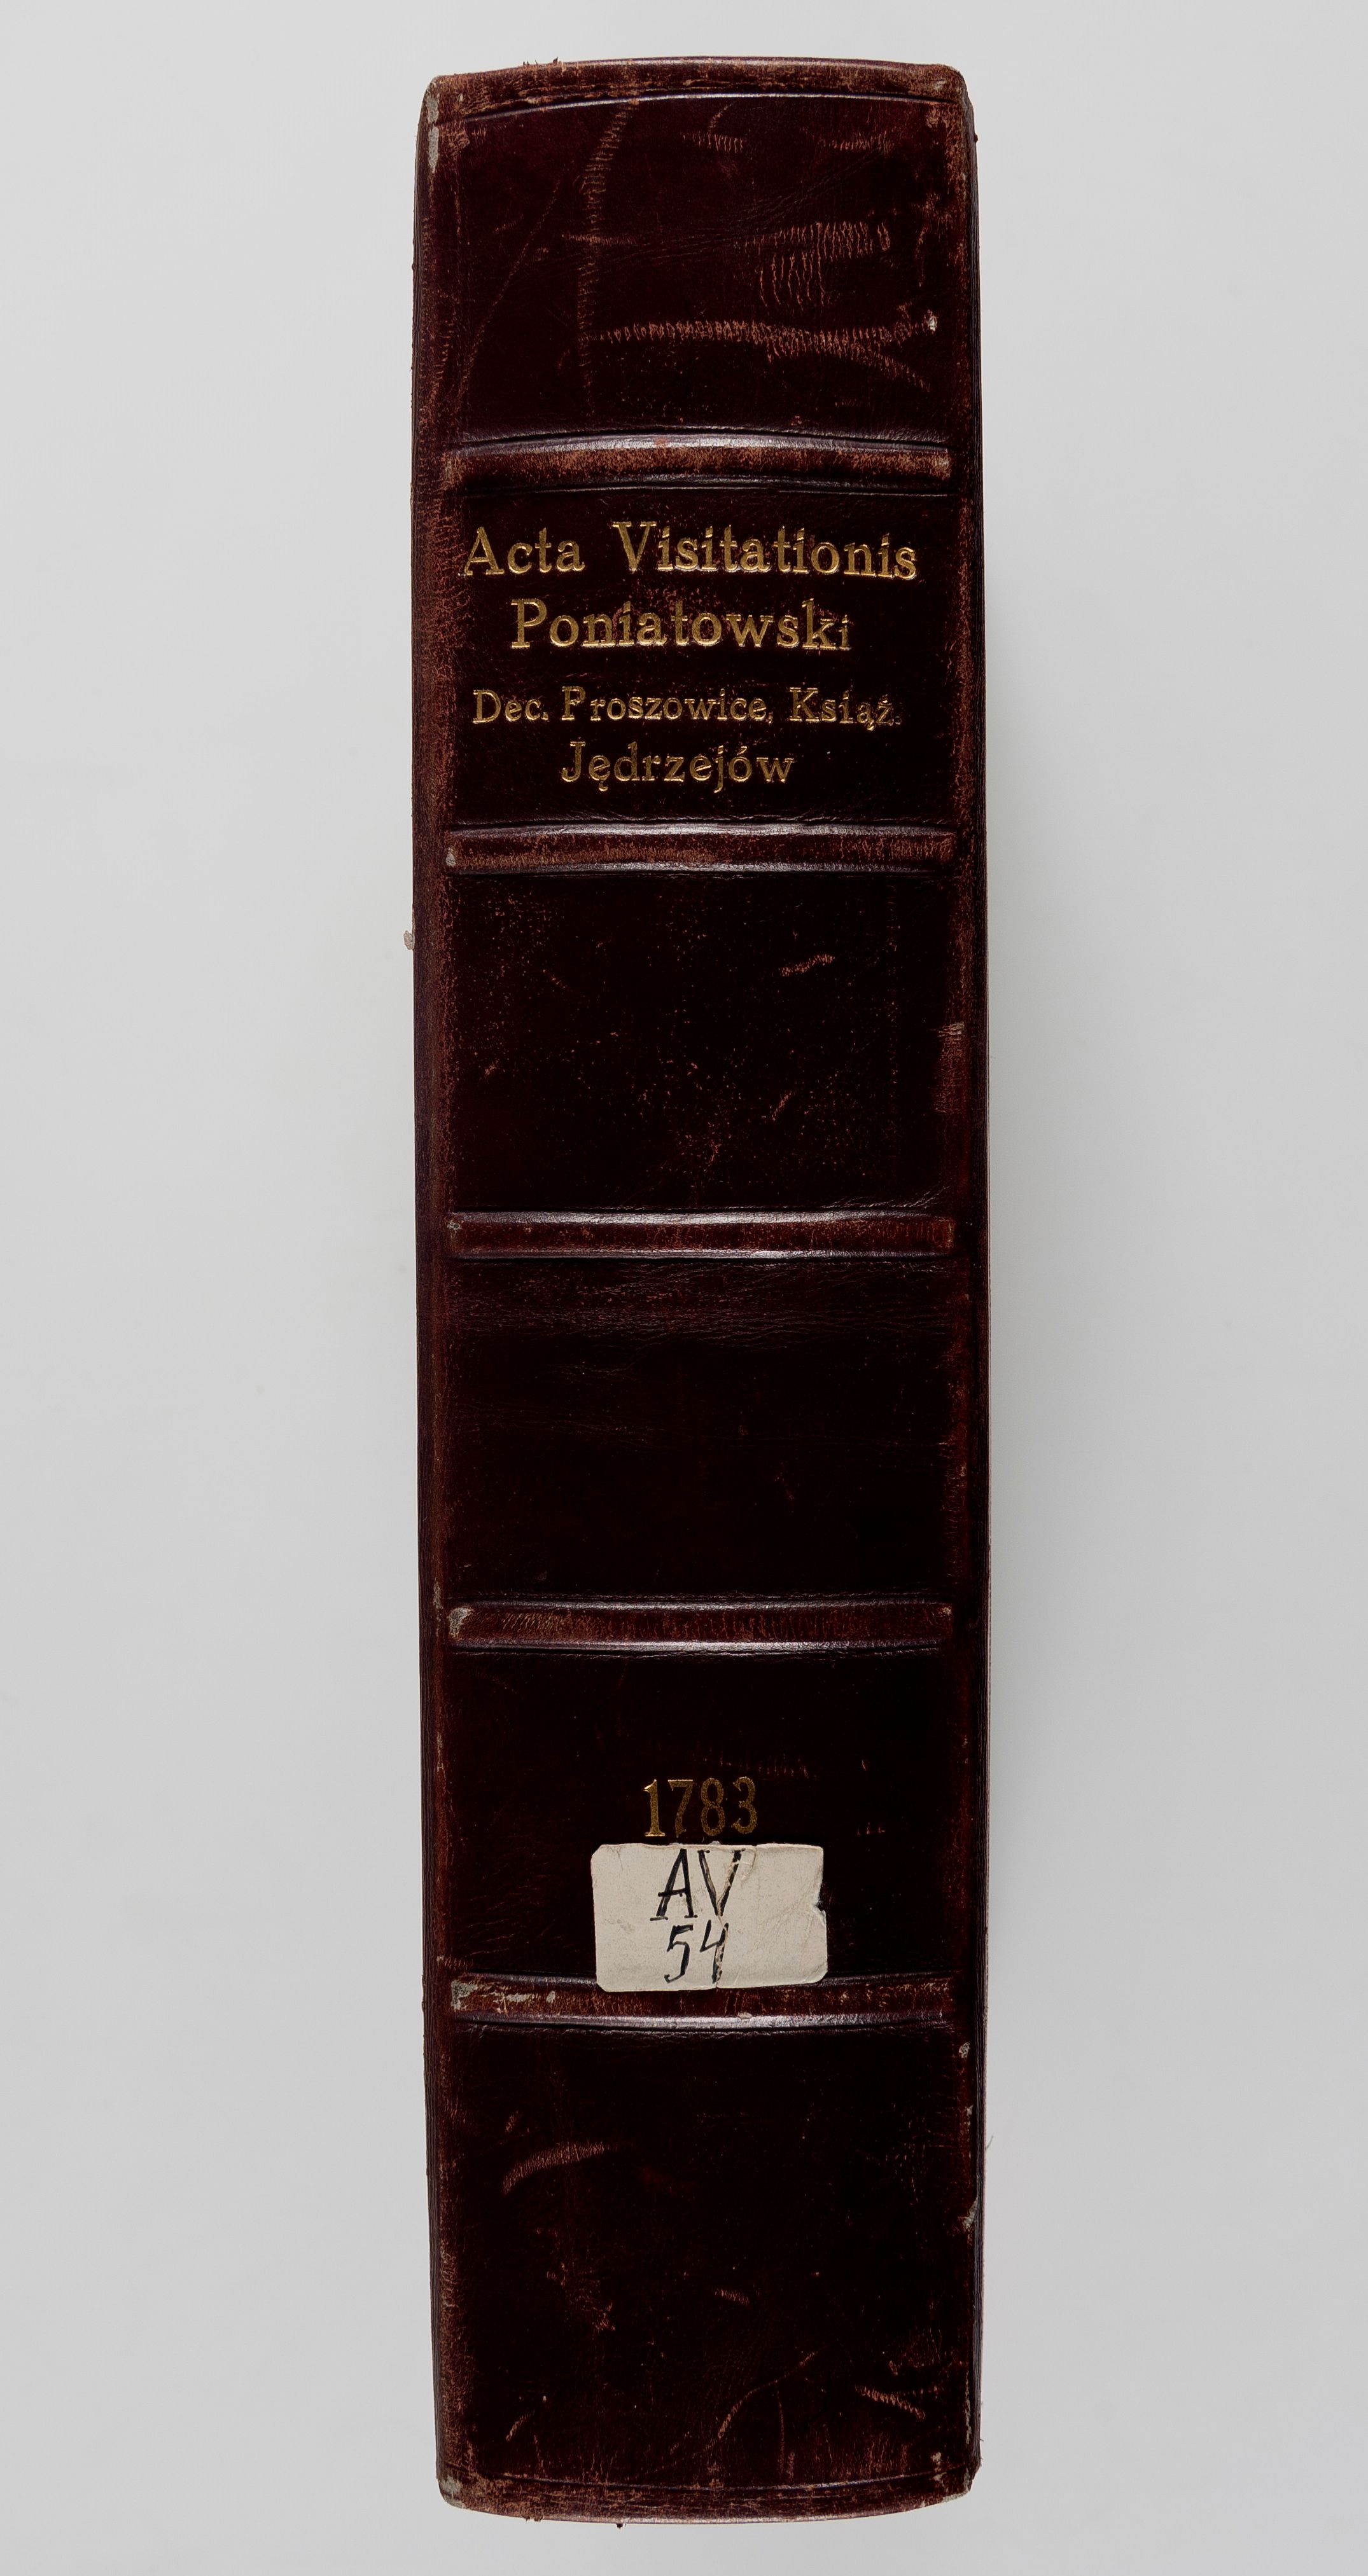 Acta Visitationis
Poniatowski
Dec. Proszowice, Książ.
Jędrzejów
1783
AV
54